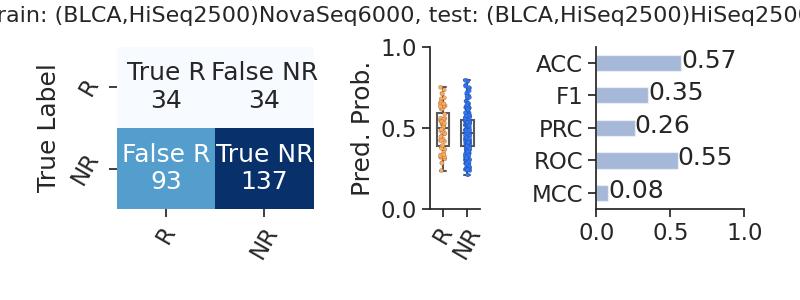 rain: (BLCA,HiSeq2500)NovaSeq6000, test: (BLCA,HiSeq2500)HiSeq250
True Label
R
NR
True R
34
False NR
34
False R
93
True NR
137
R
NR
Pred. Prob.
1.0
0.5
0.0
R
NR
ACC
F1
PRC
ROC
MCC
0.57
0.35
0.26
0.55
0.08
0.0
0.5
1.0